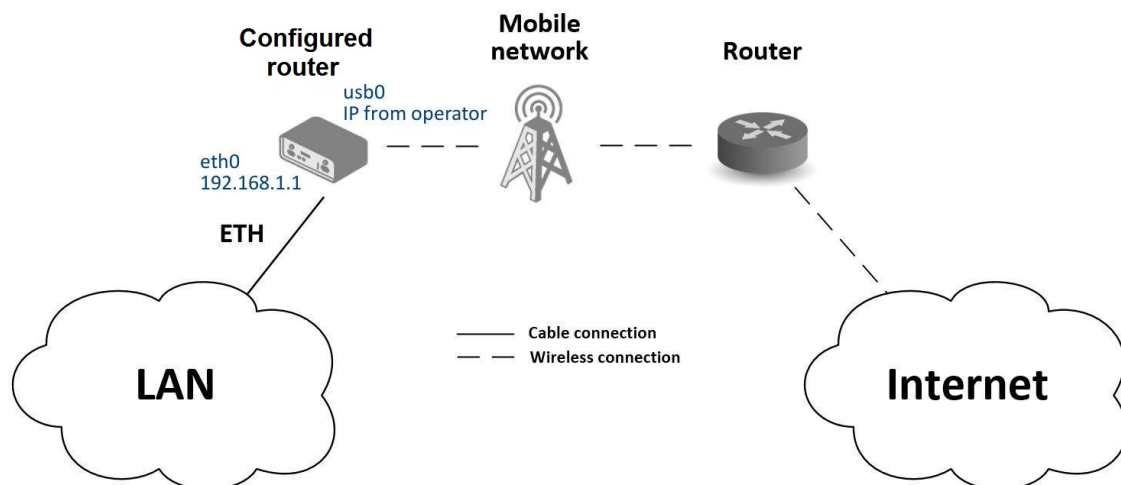 Configured
router
Mobile
network
Router
usb0
IP from operator
eth0
192.168.1.1
ETH
Cable connection
Wireless connection
LAN
Internet